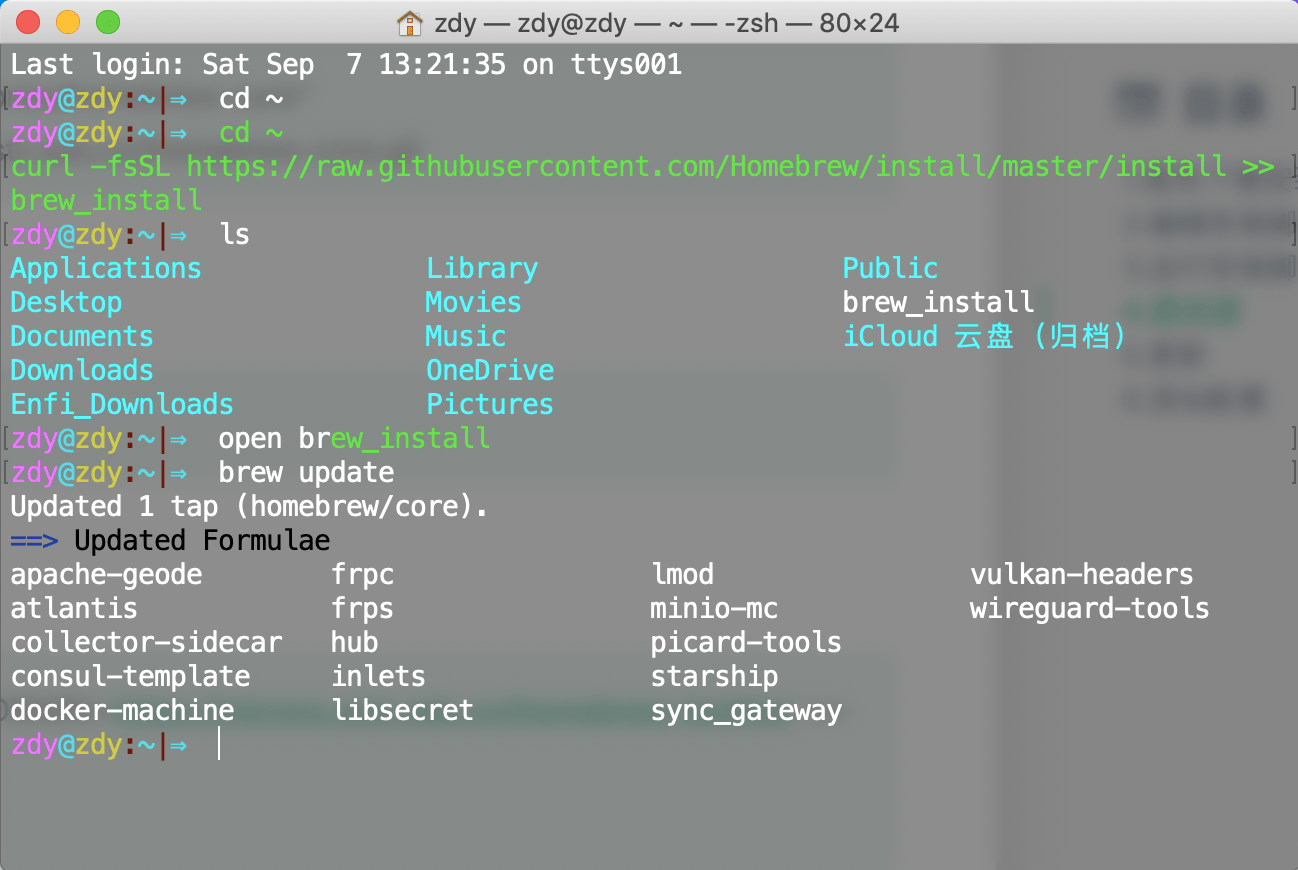 zdy — zdy@zdy — ~ — -zsh — 80×24
Last login: Sat Sep  7 13:21:35 on ttys001
zdy@zdy:~|⇒  cd ~
zdy@zdy:~|⇒  cd ~
curl -fsSL https://raw.githubusercontent.com/Homebrew/install/master/install >>
brew_install
zdy@zdy:~|⇒  ls
Applications              Library                   Public
Desktop                   Movies                    brew_install
Documents                 Music                     iCloud 云盘 (归档)
Downloads                 OneDrive
Enfi_Downloads            Pictures
zdy@zdy:~|⇒  open brew_install
zdy@zdy:~|⇒  brew update
Updated 1 tap (homebrew/core).
==> Updated Formulae
apache-geode        frpc                lmod                vulkan-headers
atlantis            frps                minio-mc            wireguard-tools
collector-sidecar   hub                 picard-tools
consul-template     inlets              starship
docker-machine      libsecret           sync_gateway
zdy@zdy:~|⇒